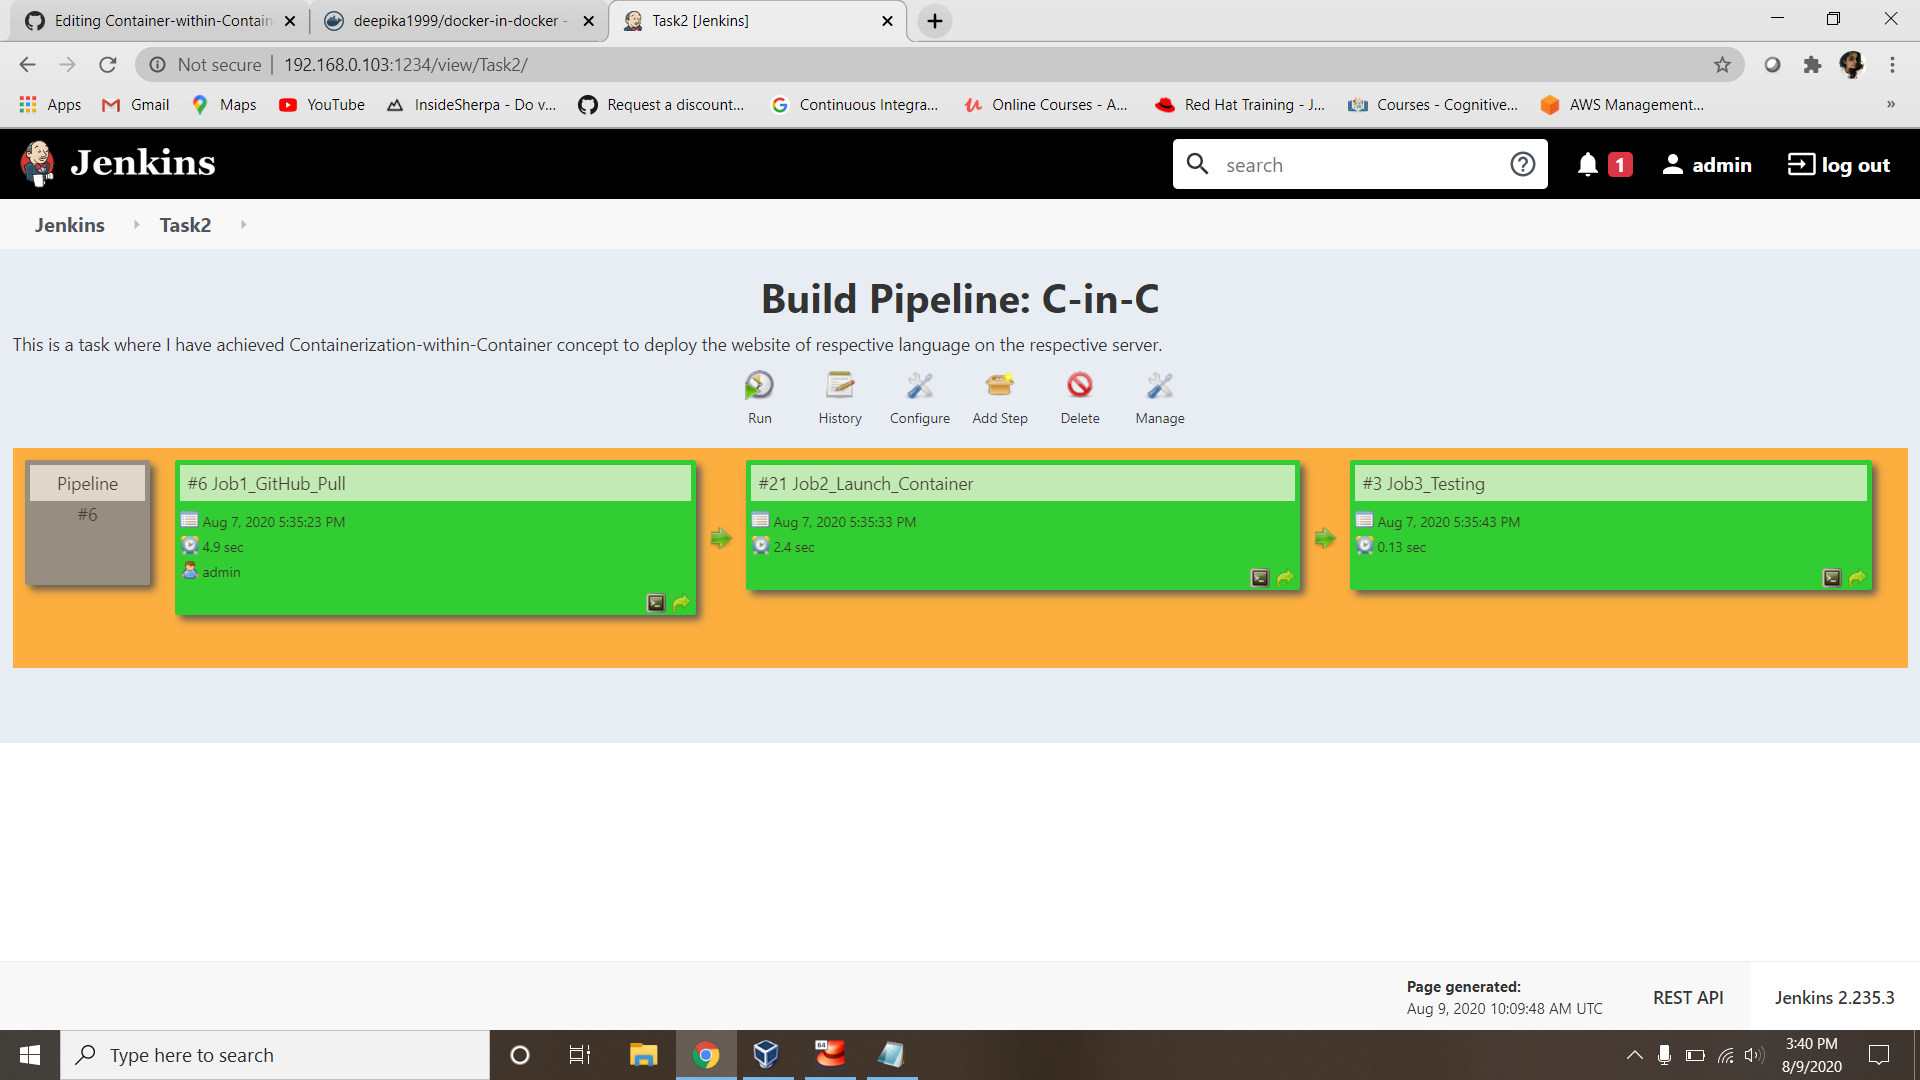 Editing Container-within-Contain
deepika1999/docker-in-docker -
Task2 [Jenkins]
Not secure
192.168.0.103:1234/view/Task2/
Apps
Gmail
Maps
YouTube
InsideSherpa - Do v...
Request a discount...
Continuous Integra...
Online Courses - A...
Red Hat Training - J...
Courses - Cognitive...
AWS Management...
»
Jenkins
search
1
admin
log out
Jenkins
Task2
Build Pipeline: C-in-C
This is a task where I have achieved Containerization-within-Container concept to deploy the website of respective language on the respective server.
Run
History
Configure
Add Step
Delete
Manage
Pipeline
#6
#6 Job1_GitHub_Pull
Aug 7, 2020 5:35:23 PM
4.9 sec
admin
#21 Job2_Launch_Container
Aug 7, 2020 5:35:33 PM
2.4 sec
#3 Job3_Testing
Aug 7, 2020 5:35:43 PM
0.13 sec
Page generated:
Aug 9, 2020 10:09:48 AM UTC
REST API
Jenkins 2.235.3
Type here to search
64
3:40 PM
8/9/2020